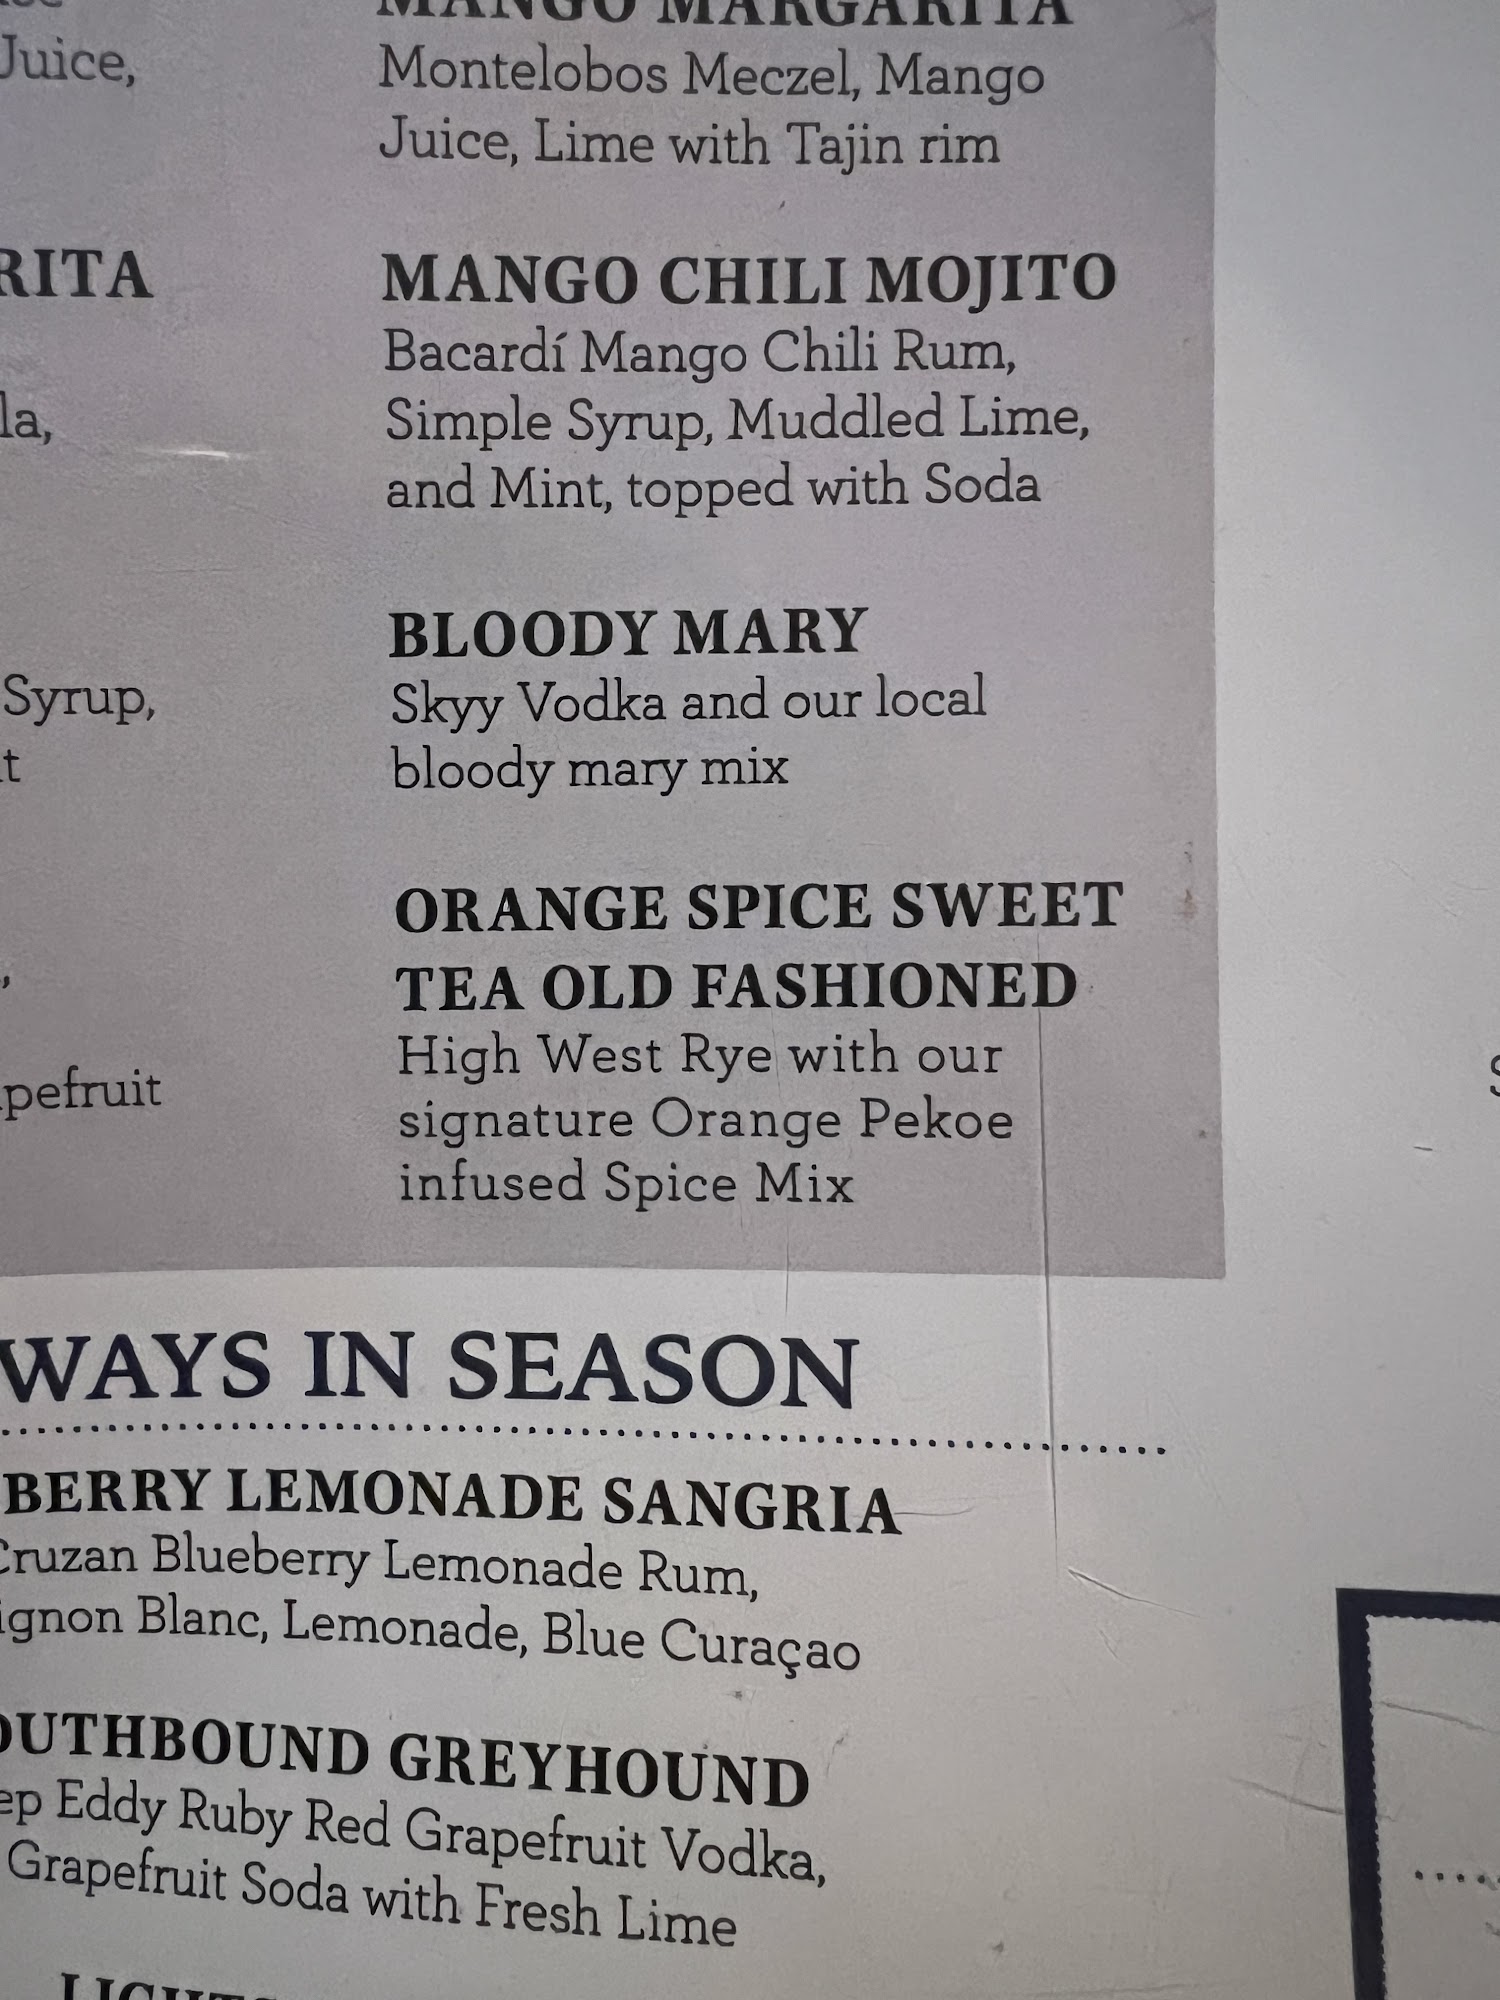 Juice,
RITA
la,
Syrup,
t
,
pefruit
MANGO MARGARITA
Montelobos Meczel, Mango
Juice, Lime with Tajin rim
MANGO CHILI MOJITO
Bacardí Mango Chili Rum,
Simple Syrup, Muddled Lime,
and Mint, topped with Soda
BLOODY MARY
Skyy Vodka and our local
bloody mary mix
ORANGE SPICE SWEET
TEA OLD FASHIONED
High West Rye with our
signature Orange Pekoe
infused Spice Mix
WAYS IN SEASON
BERRY LEMONADE SANGRIA
Cruzan Blueberry Lemonade Rum,
ignon Blanc, Lemonade, Blue Curaçao
OUTHBOUND GREYHOUND
ep Eddy Ruby Red Grapefruit Vodka,
Grapefruit Soda with Fresh Lime